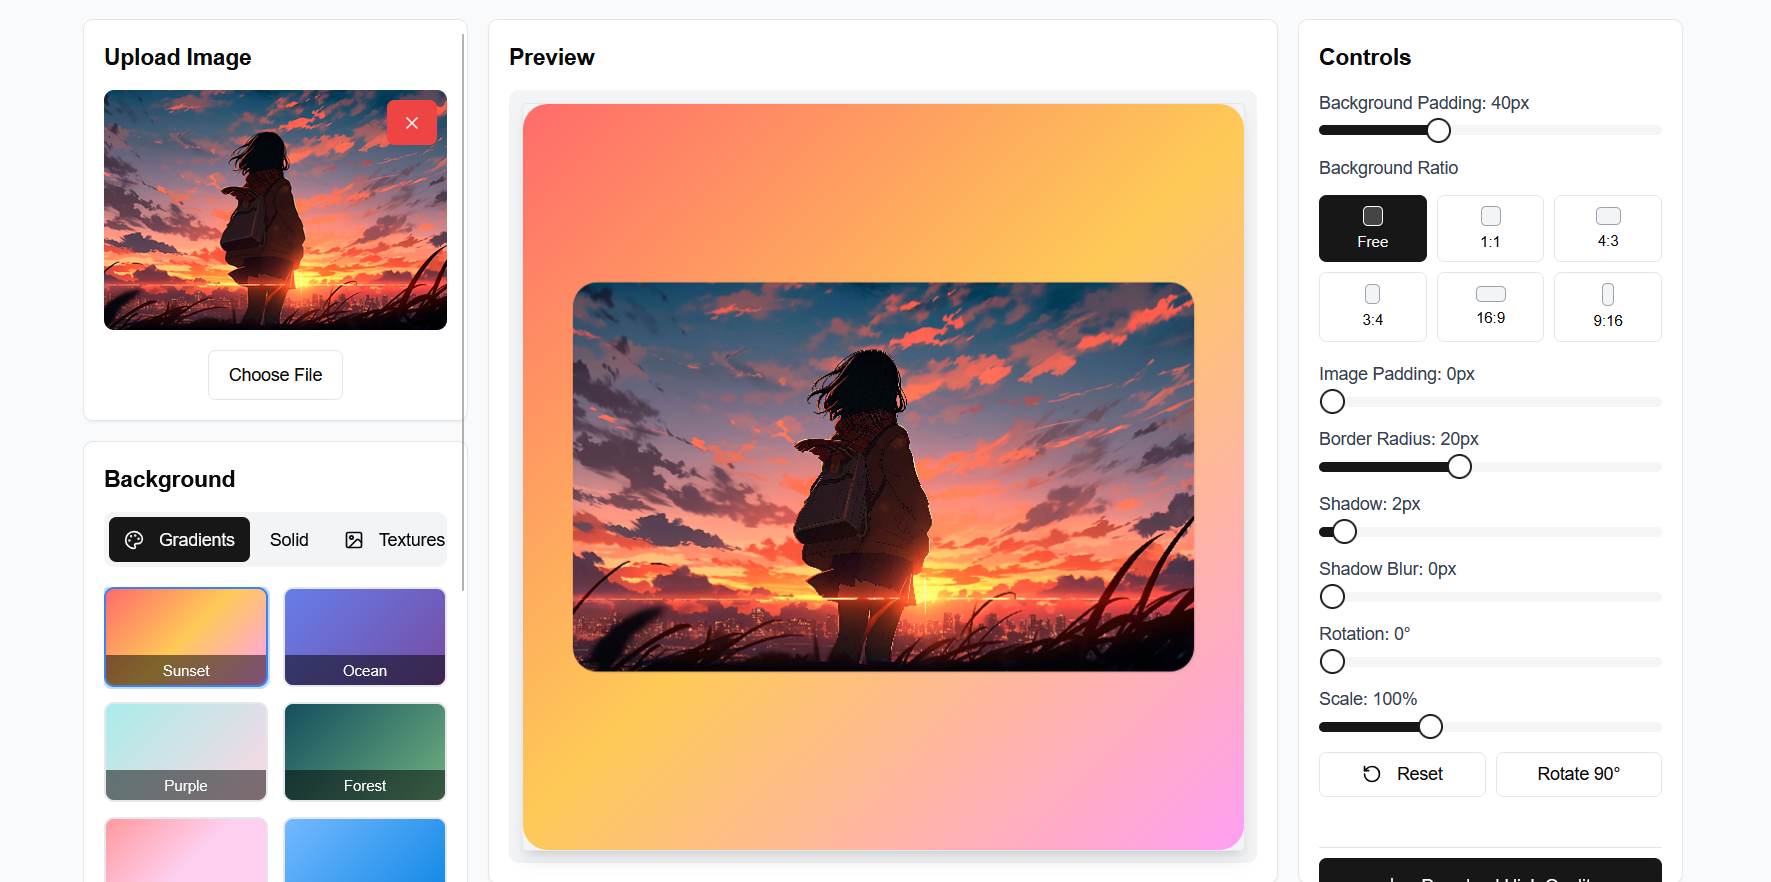 Upload Image
Choose File
Background
Gradients
Solid
Textures
Sunset
Ocean
Purple
Forest
Preview
Controls
Background Padding: 40px
Background Ratio
Free
1:1
4:3
3:4
16:9
9:16
Image Padding: 0px
Border Radius: 20px
Shadow: 2px
Shadow Blur: 0px
Rotation: 0°
Scale: 100%
Reset
Rotate 90°